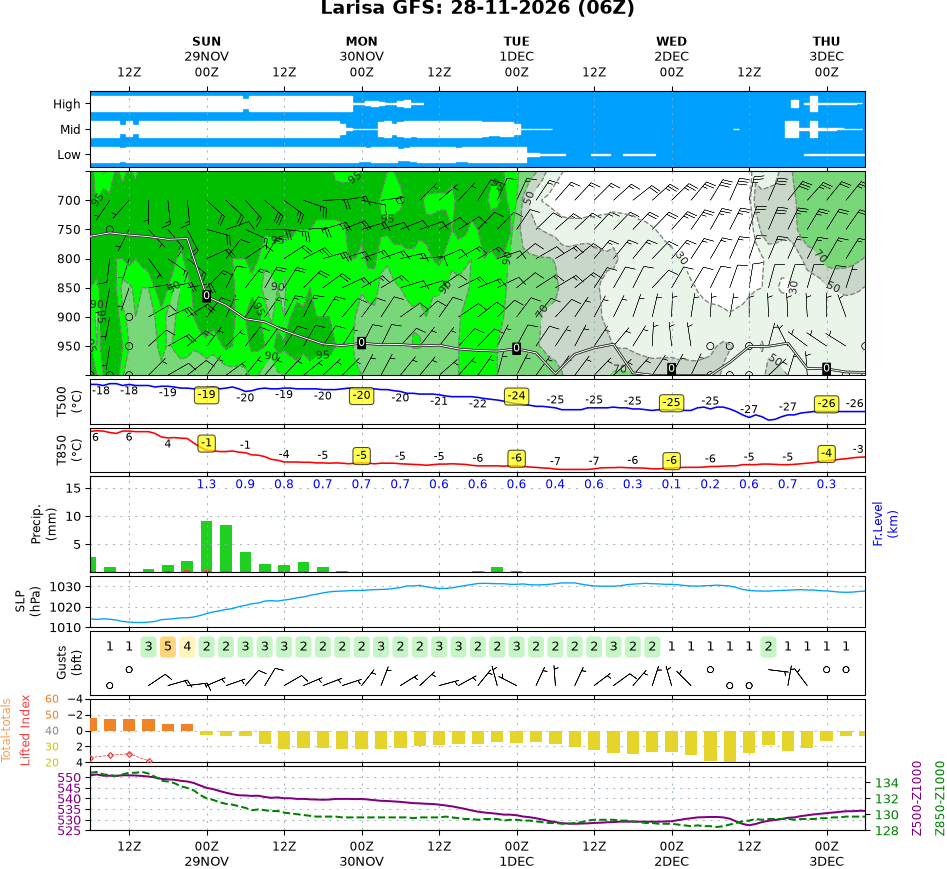 Larisa GFS: 28-11-2026 (06Z)
SUN MON TUE WED THU
29NOV 30NOV 1DEC 2DEC 3DEC
12Z 00Z 12Z 00Z 12Z 00Z 12Z 00Z 12Z 00Z
High
Mid
Low
700
750
800
850
900
950
0 0 0 0 0
T500 (°C)
-18 -18 -19 -19 -20 -19 -20 -20 -20 -21 -22 -24 -25 -25 -25 -25 -25 -27 -27 -26 -26
T850 (°C)
6 6 4 -1 -1 -4 -5 -5 -5 -5 -6 -6 -7 -7 -6 -6 -6 -5 -5 -4 -3
1.3 0.9 0.8 0.7 0.7 0.7 0.6 0.6 0.6 0.4 0.6 0.3 0.1 0.2 0.6 0.7 0.3
Precip. (mm)
15
10
5
Fr.Level (km)
SLP (hPa)
1030
1020
1010
Gusts (bft)
1 1 3 5 4 2 2 3 3 3 2 2 2 2 2 3 2 3 3 2 2 3 2 2 2 2 3 2 2 1 1 1 1 1 2 1 1 1 1
Total-totals
Lifted Index
60 −4
50 −2
40 0
30 2
20 4
550
545
540
535
530
525
134
132
130
128
Z500-Z1000
Z850-Z1000
12Z 00Z 12Z 00Z 12Z 00Z 12Z 00Z 12Z 00Z
29NOV 30NOV 1DEC 2DEC 3DEC